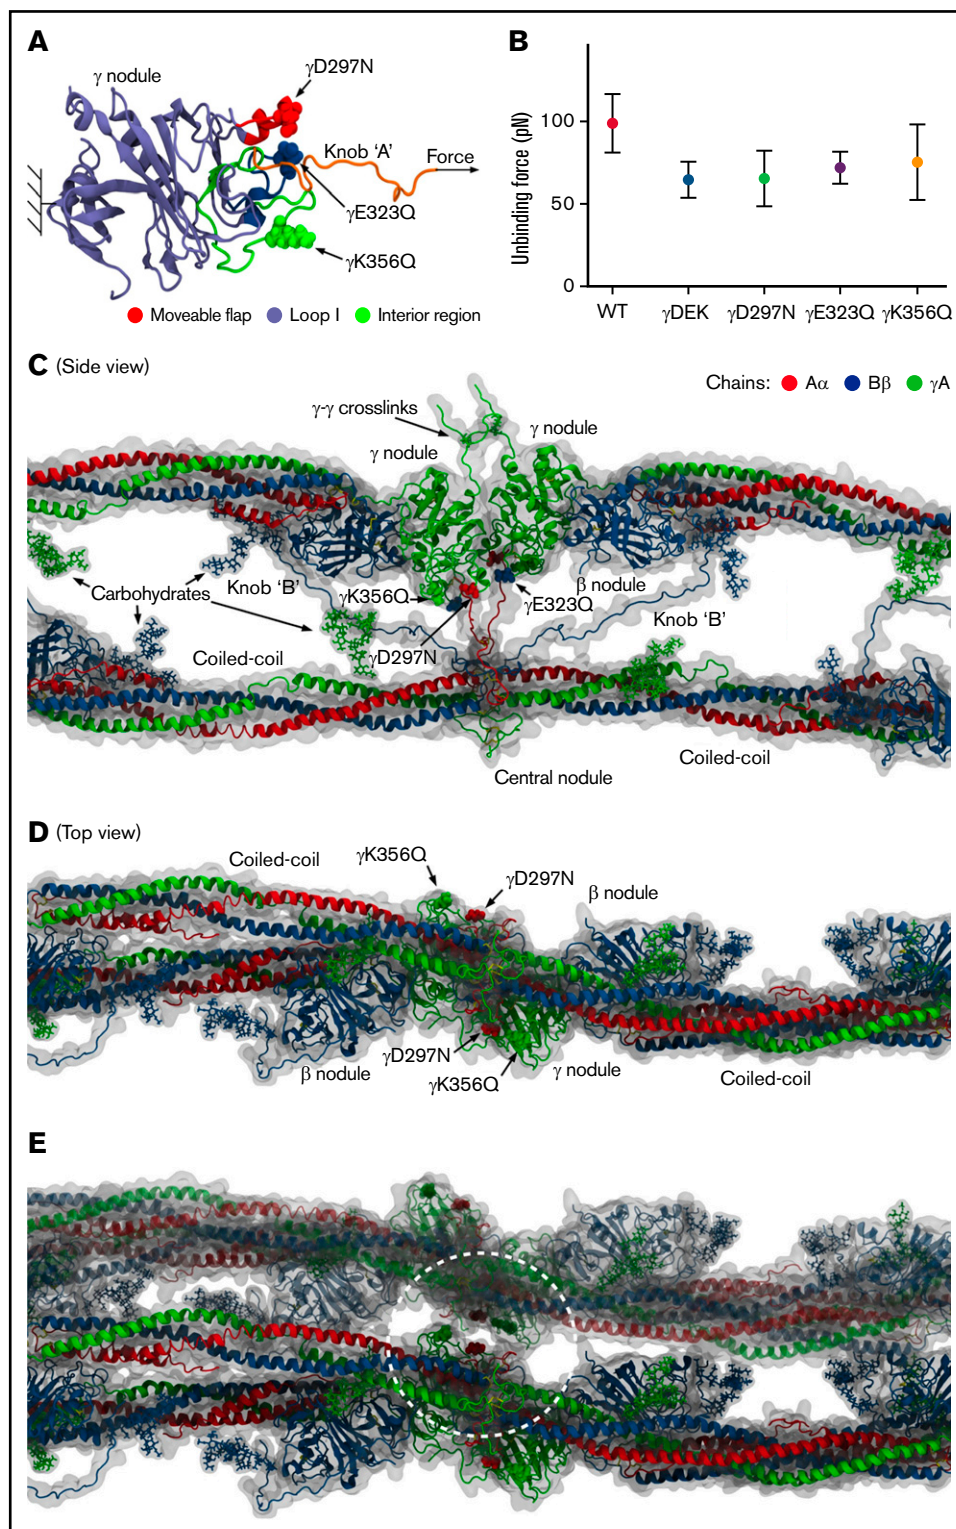 A
γD297N
γ nodule
Knob ‘A’
Force
γE323Q
γK356Q
Moveable flap
Loop I
Interior region
B
Unbinding force (pN)
100
50
0
WT
γDEK
γD297N
γE323Q
γK356Q
C (Side view)
Chains:
Aα
Bβ
γA
γ-γ crosslinks
γ nodule
γ nodule
Carbohydrates
Knob ‘B’
γK356Q
β nodule
γE323Q
Knob ‘B’
γD297N
Coiled-coil
Coiled-coil
Central nodule
D (Top view)
Coiled-coil
γK356Q
γD297N
β nodule
γD297N
β nodule
γK356Q
γ nodule
Coiled-coil
E